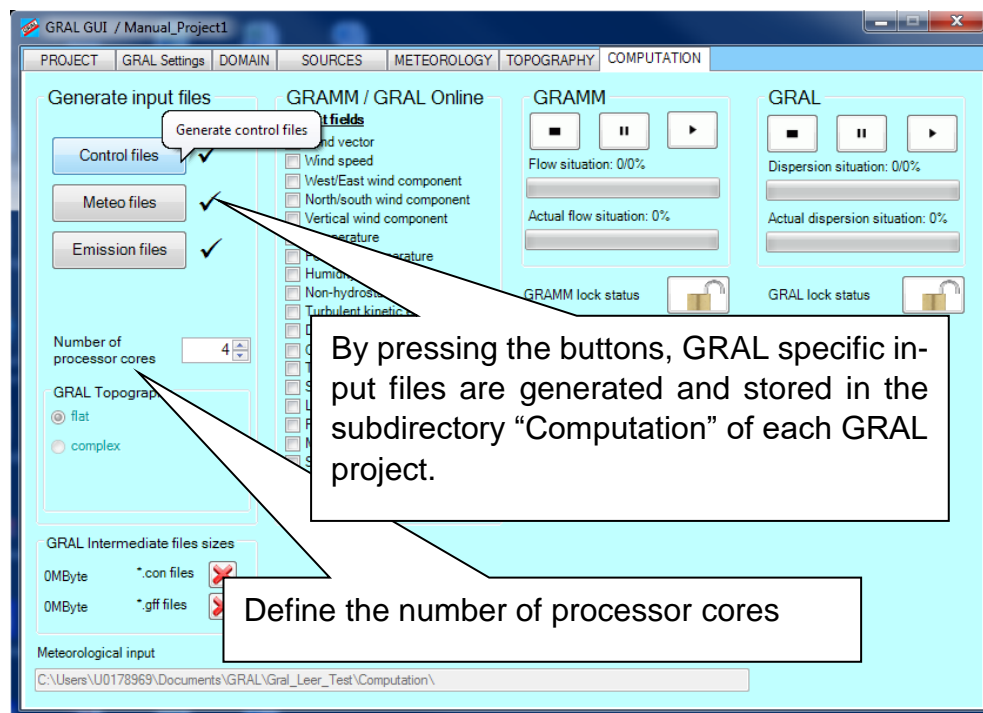 GRAL GUI / Manual_Project1
PROJECT GRAL Settings DOMAIN SOURCES METEOROLOGY TOPOGRAPHY COMPUTATION
Generate input files
Generate control files
Control files
Meteo files
Emission files
Number of
processor cores
4
GRAL Topograp
flat
complex
GRAL Intermediate files sizes
0MByte *.con files
0MByte *.gff files
Meteorological input
C:\Users\U0178969\Documents\GRAL\Gral_Leer_Test\Computation\
GRAMM / GRAL Online
fields
vector
Wind speed
West/East wind component
North/south wind component
Vertical wind component
Non-hydrosta
Turbulent kinetic
GRAMM
Flow situation: 0/0%
Actual flow situation: 0%
GRAMM lock status
GRAL
Dispersion situation: 0/0%
Actual dispersion situation: 0%
GRAL lock status
By pressing the buttons, GRAL specific in-
put files are generated and stored in the
subdirectory “Computation” of each GRAL
project.
Define the number of processor cores